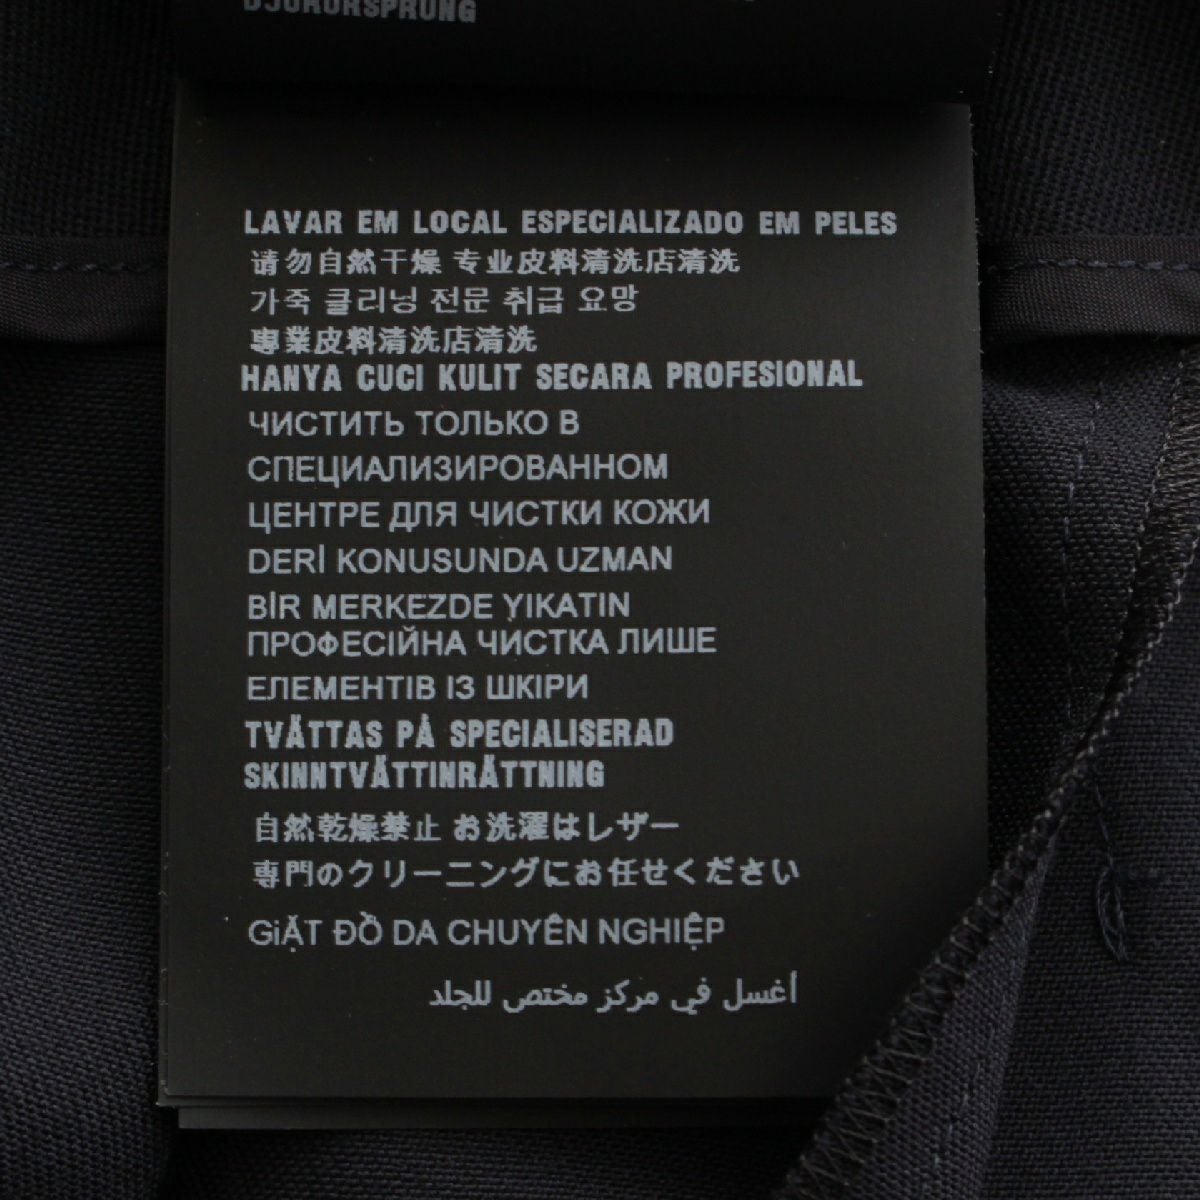 DJURURSPRUNG
LAVAR EM LOCAL ESPECIALIZADO EM PELES
请勿自然干燥 专业皮料清洗店清洗
가죽 클리닝 전문 취급 요망
專業皮料清洗店清洗
HANYA CUCI KULIT SECARA PROFESIONAL
ЧИСТИТЬ ТОЛЬКО В
СПЕЦИАЛИЗИРОВАННОМ
ЦЕНТРЕ ДЛЯ ЧИСТКИ КОЖИ
DERİ KONUSUNDA UZMAN
BİR MERKEZDE YIKATIN
ПРОФЕСІЙНА ЧИСТКА ЛИШЕ
ЕЛЕМЕНТІВ ІЗ ШКІРИ
TVÄTTAS PÅ SPECIALISERAD
SKINNTVÄTTINRÄTTNING
自然乾燥禁止 お洗濯はレザー
専門のクリーニングにお任せください
GiẶT ĐỒ DA CHUYÊN NGHIỆP
أغسل في مركز مختص للجلد